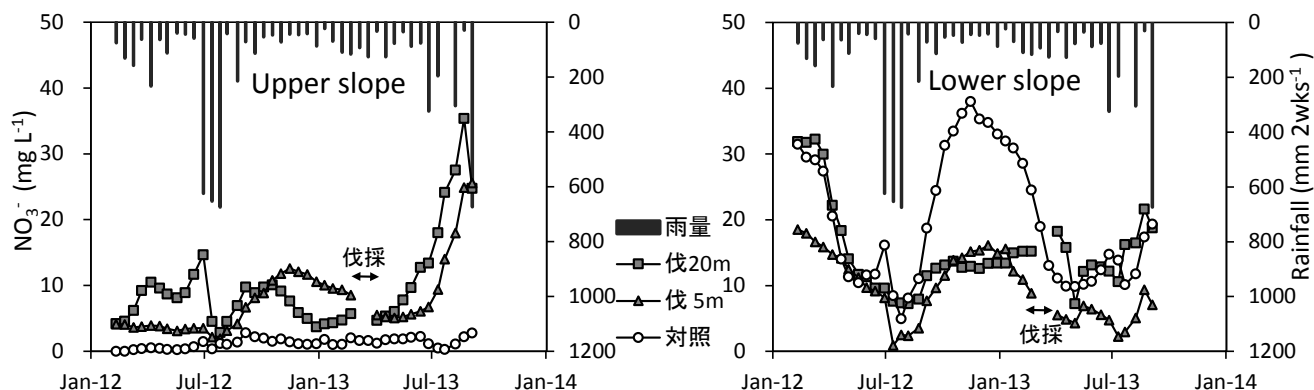 50
40
30
20
10
0
NO₃⁻ (mg L⁻¹)
Upper slope
伐採
0
200
400
600
800
1000
1200
Jan-12 Jul-12 Jan-13 Jul-13 Jan-14
雨量
伐20m
伐 5m
対照
50
40
30
20
10
0
Lower slope
伐採
0
200
400
600
800
1000
1200
Rainfall (mm 2wks⁻¹)
Jan-12 Jul-12 Jan-13 Jul-13 Jan-14